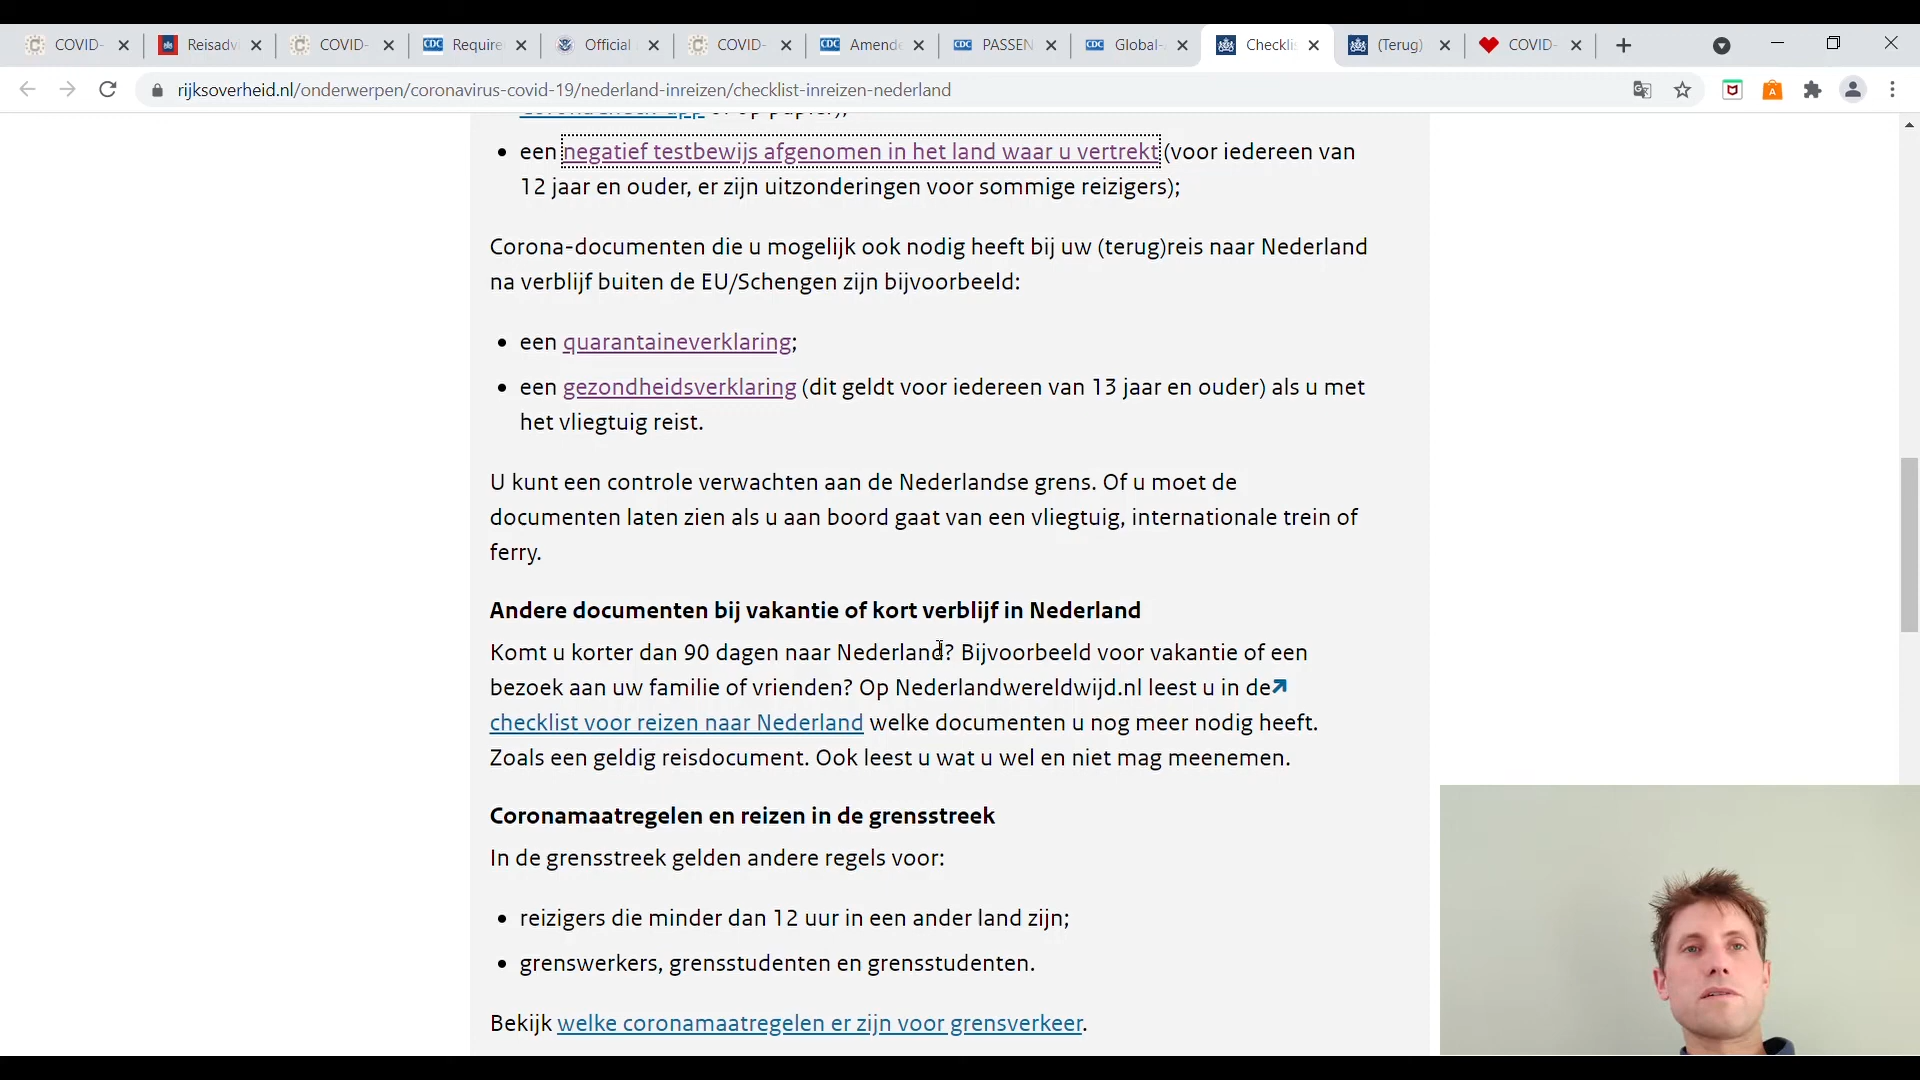 COVID-
Reisadv
COVID-
CDC
Require
Official
COVID-
CDC
Amende
CDC
PASSEN
CDC
Global-
Checkli
(Terug)
COVID-
rijksoverheid.nl/onderwerpen/coronavirus-covid-19/nederland-inreizen/checklist-inreizen-nederland
een negatief testbewijs afgenomen in het land waar u vertrekt (voor iedereen van
12 jaar en ouder, er zijn uitzonderingen voor sommige reizigers);
Corona-documenten die u mogelijk ook nodig heeft bij uw (terug)reis naar Nederland
na verblijf buiten de EU/Schengen zijn bijvoorbeeld:
een quarantaineverklaring;
een gezondheidsverklaring (dit geldt voor iedereen van 13 jaar en ouder) als u met
het vliegtuig reist.
U kunt een controle verwachten aan de Nederlandse grens. Of u moet de
documenten laten zien als u aan boord gaat van een vliegtuig, internationale trein of
ferry.
Andere documenten bij vakantie of kort verblijf in Nederland
Komt u korter dan 90 dagen naar Nederland? Bijvoorbeeld voor vakantie of een
bezoek aan uw familie of vrienden? Op Nederlandwereldwijd.nl leest u in de
checklist voor reizen naar Nederland welke documenten u nog meer nodig heeft.
Zoals een geldig reisdocument. Ook leest u wat u wel en niet mag meenemen.
Coronamaatregelen en reizen in de grensstreek
In de grensstreek gelden andere regels voor:
reizigers die minder dan 12 uur in een ander land zijn;
grenswerkers, grensstudenten en grensstudenten.
Bekijk welke coronamaatregelen er zijn voor grensverkeer.